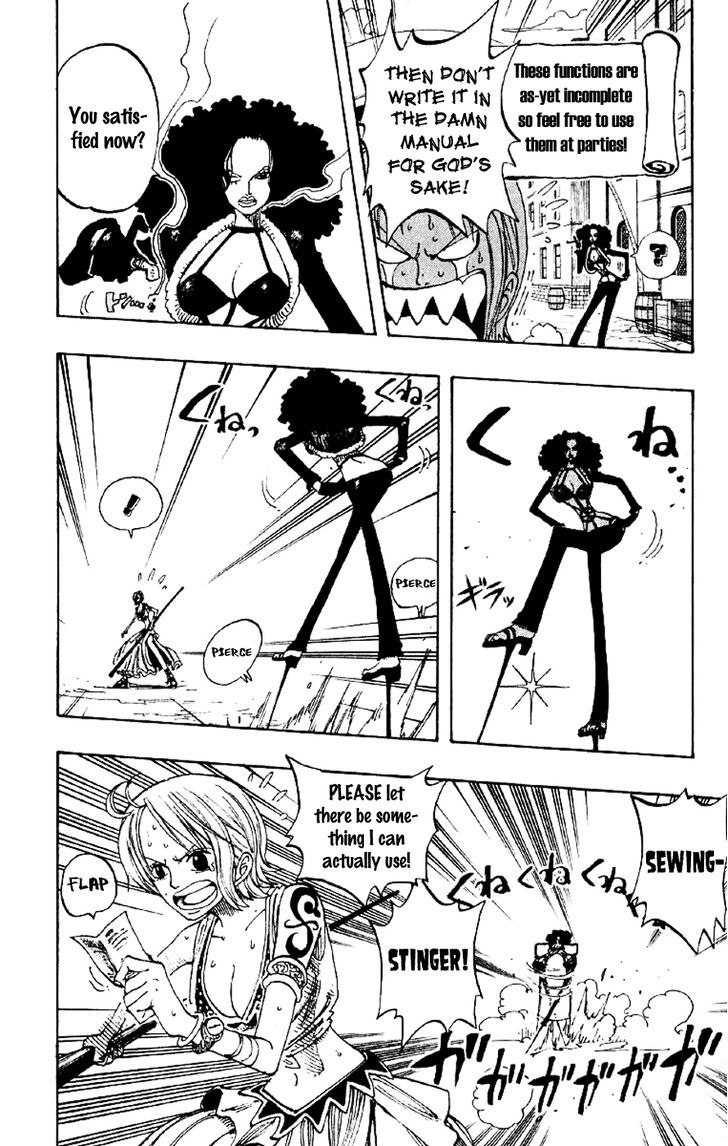 These functions are
as-yet incomplete
so feel free to use
them at parties!
THEN DON'T
WRITE IT IN
THE DAMN
MANUAL
FOR GOD'S
SAKE!
?
You satis-
fied now?
くね
ギラッ
くね、
くね、
!
PIERCE
PIERCE
SEWING-
くねくねくね
PLEASE let
there be some-
thing I can
actually use!
FLAP
STINGER!
ガガガガガガ